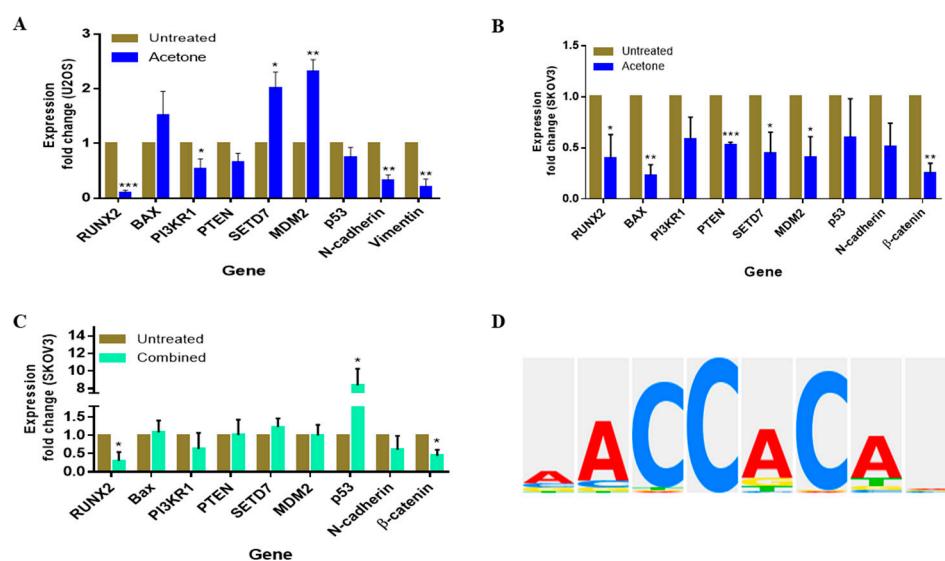 A
Untreated
Acetone
Expression
fold change (U2OS)
3
2
1
0
*** * * ** ** **
RUNX2 BAX PI3KR1 PTEN SETD7 MDM2 p53 N-cadherin Vimentin
Gene
B
Untreated
Acetone
Expression
fold change (SKOV3)
1.5
1.0
0.5
0.0
* ** *** * * **
RUNX2 BAX PI3KR1 PTEN SETD7 MDM2 p53 N-cadherin β-catenin
Gene
C
Untreated
Combined
Expression
fold change (SKOV3)
14
12
10
8
6
1.5
1.0
0.5
0.0
* * *
RUNX2 Bax PI3KR1 PTEN SETD7 MDM2 p53 N-cadherin β-catenin
Gene
D
AACCACA